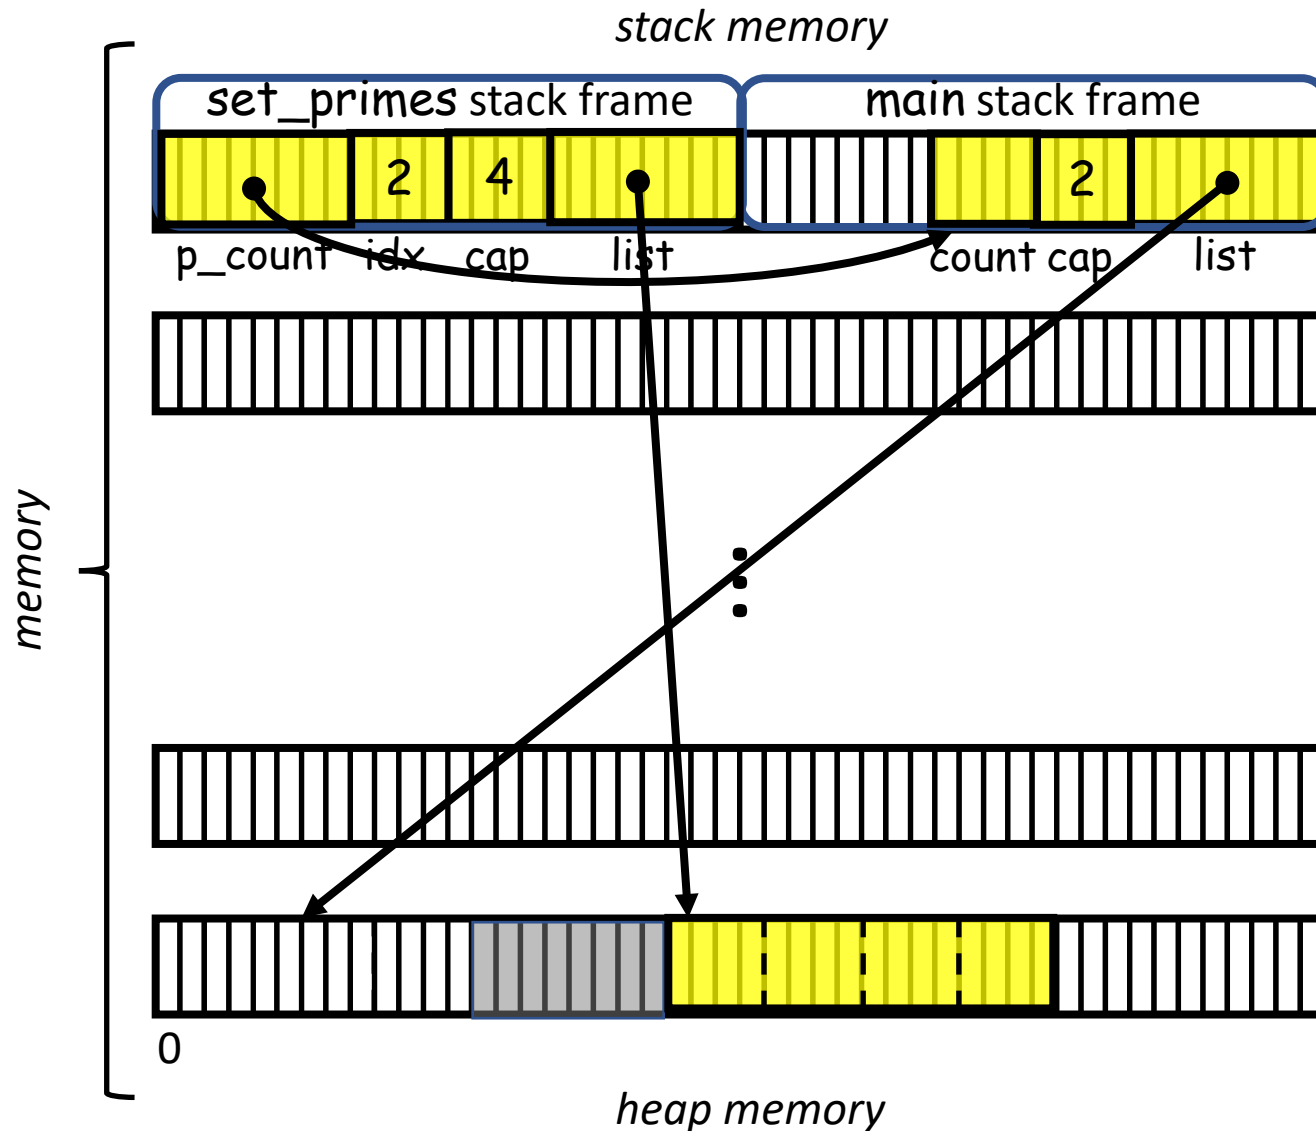 stack memory
set_primes stack frame
main stack frame
2 4
2
p_count idx cap list
count cap list
memory
0
heap memory